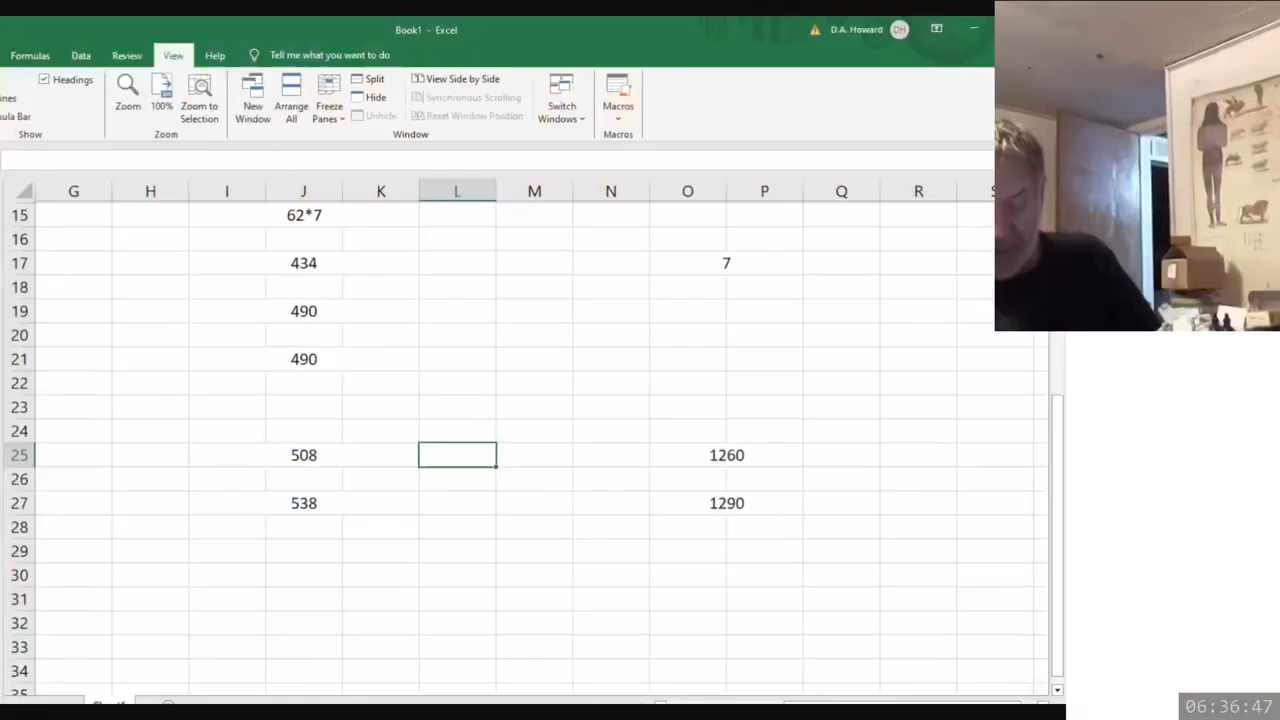 Book1 - Excel
D.A. Howard
DH
Formulas Data Review View Help Tell me what you want to do
Headings
Show
Zoom
100%
Zoom to Selection
Zoom
New Window
Arrange All
Freeze Panes
Split
Hide
Unhide
View Side by Side
Synchronous Scrolling
Reset Window Position
Window
Switch Windows
Macros
Macros
G H I J K L M N O P Q R
15 62*7
16
17 434 7
18
19 490
20
21 490
22
23
24
25 508 1260
26
27 538 1290
28
29
30
31
32
33
34
35
06:36:47